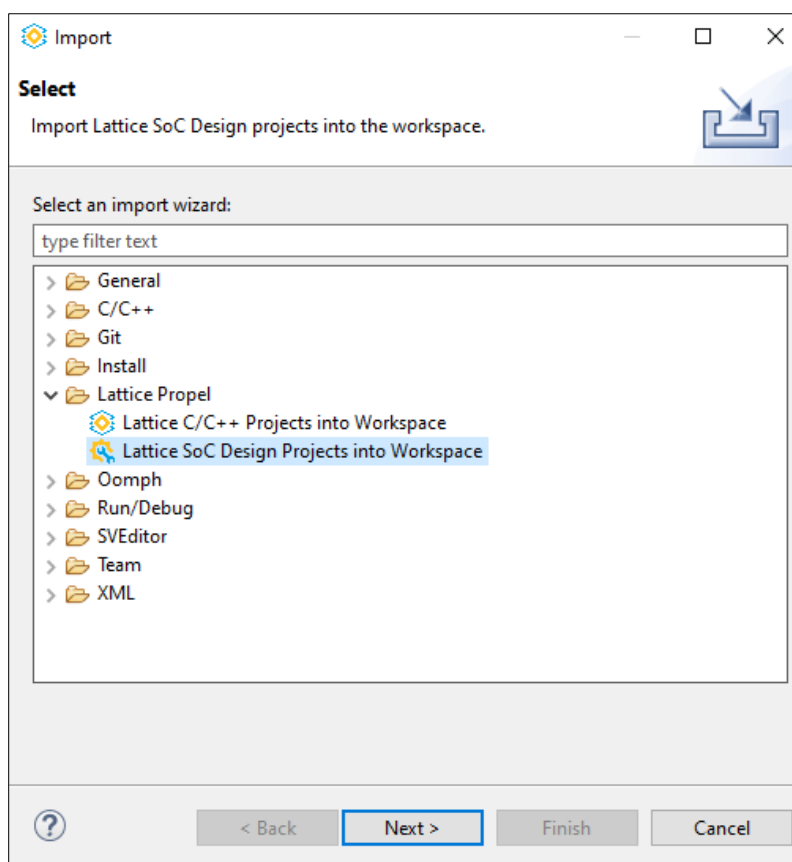 Import
Select
Import Lattice SoC Design projects into the workspace.
Select an import wizard:
type filter text
General
C/C++
Git
Install
Lattice Propel
Lattice C/C++ Projects into Workspace
Lattice SoC Design Projects into Workspace
Oomph
Run/Debug
SVEditor
Team
XML
? < Back Next > Finish Cancel